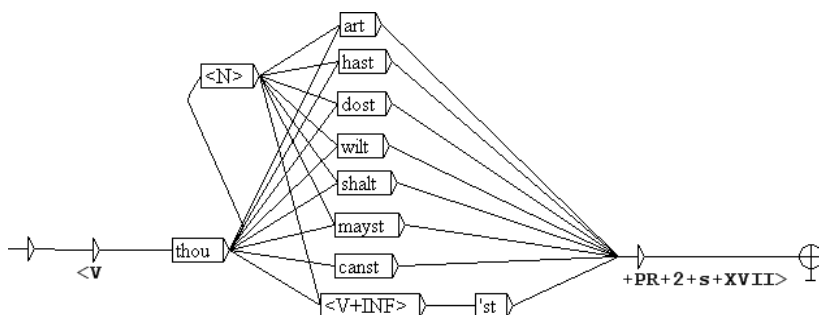 art
hast
<N>
dost
wilt
shalt
mayst
thou
canst
<V
+PR+2+s+XVII>
<V+INF>
'st